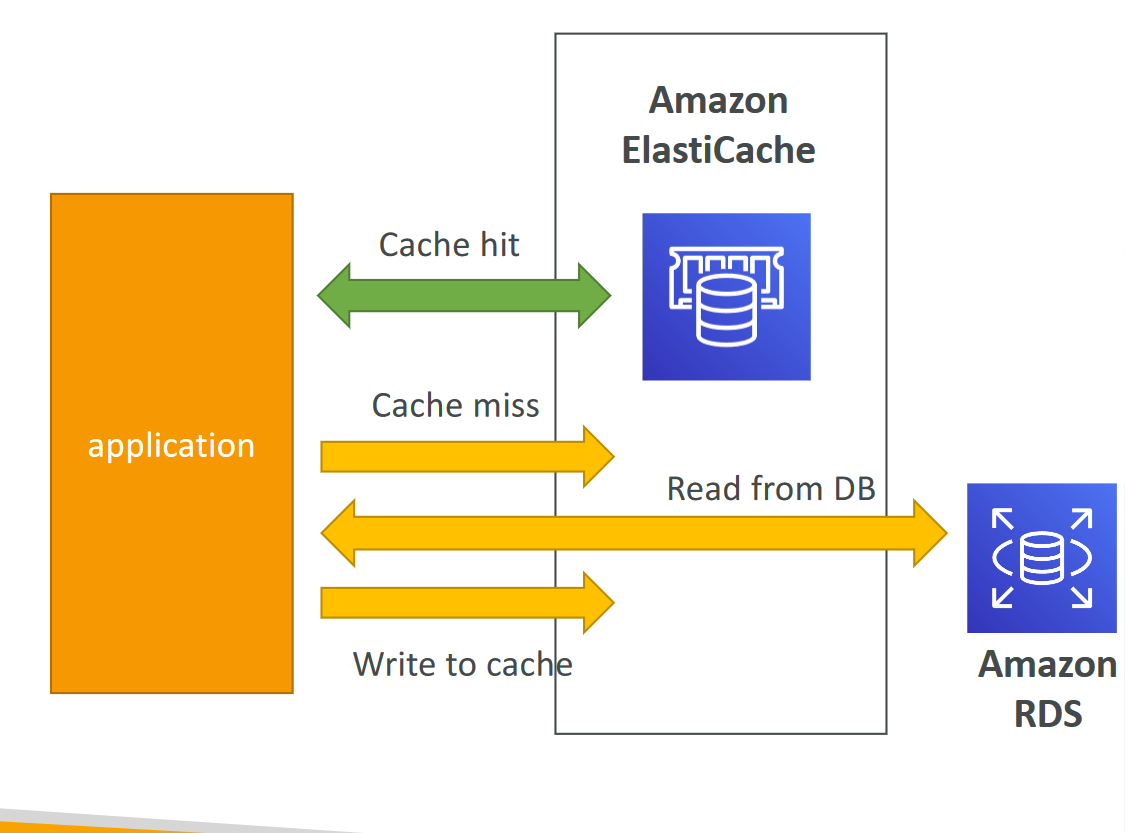 Amazon
ElastiCache
Cache hit
Cache miss
application
Read from DB
Write to cache
Amazon
RDS